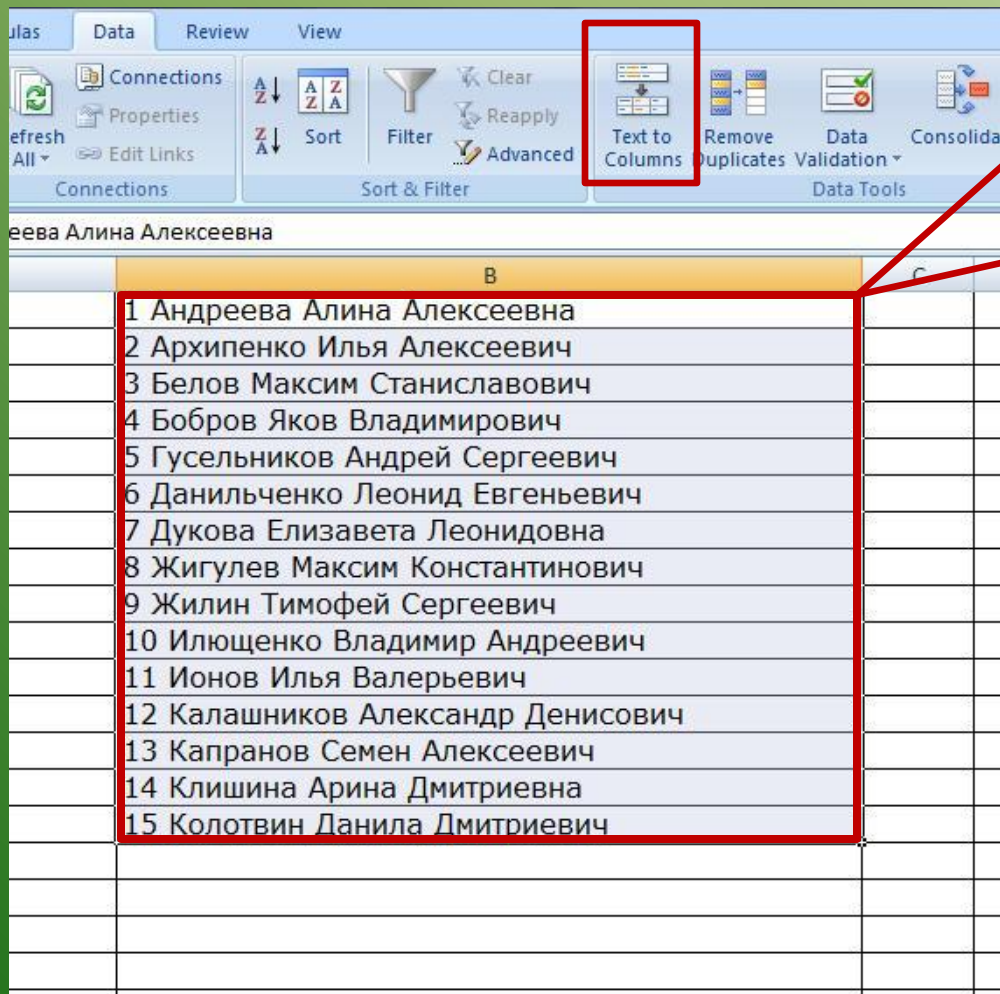 ulas Data Review View
Connections Clear
Properties Reapply
efresh Edit Links Sort Filter Text to Remove Data Consolida
All Advanced Columns Duplicates Validation
Connections Sort & Filter Data Tools
еева Алина Алексеевна
B C
1 Андреева Алина Алексеевна
2 Архипенко Илья Алексеевич
3 Белов Максим Станиславович
4 Бобров Яков Владимирович
5 Гусельников Андрей Сергеевич
6 Данильченко Леонид Евгеньевич
7 Дукова Елизавета Леонидовна
8 Жигулев Максим Константинович
9 Жилин Тимофей Сергеевич
10 Илющенко Владимир Андреевич
11 Ионов Илья Валерьевич
12 Калашников Александр Денисович
13 Капранов Семен Алексеевич
14 Клишина Арина Дмитриевна
15 Колотвин Данила Дмитриевич